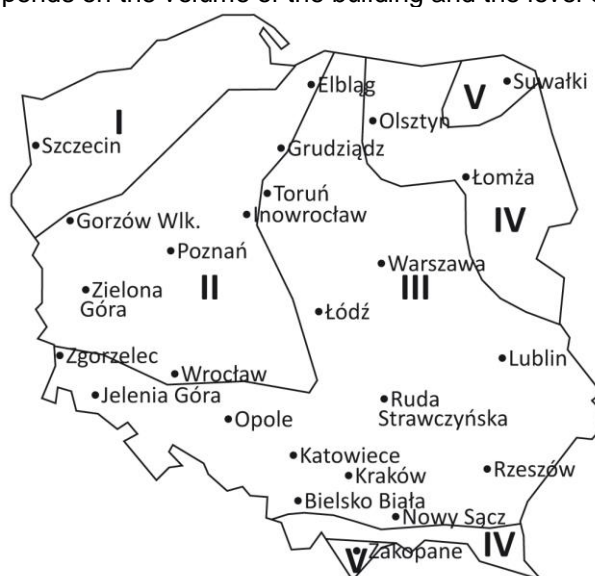 pends on the volume of the building and the level
Elbląg
Suwałki
V
I
Olsztyn
Szczecin
Grudziądz
Łomża
Toruń
Inowrocław
Gorzów Wlk.
IV
Poznań
Warszawa
II
III
Zielona
Góra
Łódź
Zgorzelec
Lublin
Wrocław
Jelenia Góra
Ruda
Strawczyńska
Opole
Katowiece
Kraków
Rzeszów
Bielsko Biała
Nowy Sącz
IV
V
Zakopane